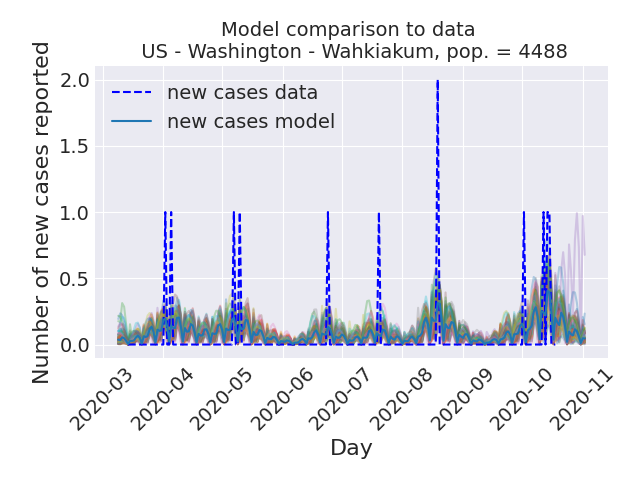 Model comparison to data
US - Washington - Wahkiakum, pop. = 4488
Number of new cases reported
2.0
1.5
1.0
0.5
0.0
new cases data
new cases model
2020-03
2020-04
2020-05
2020-06
2020-07
2020-08
2020-09
2020-10
2020-11
Day